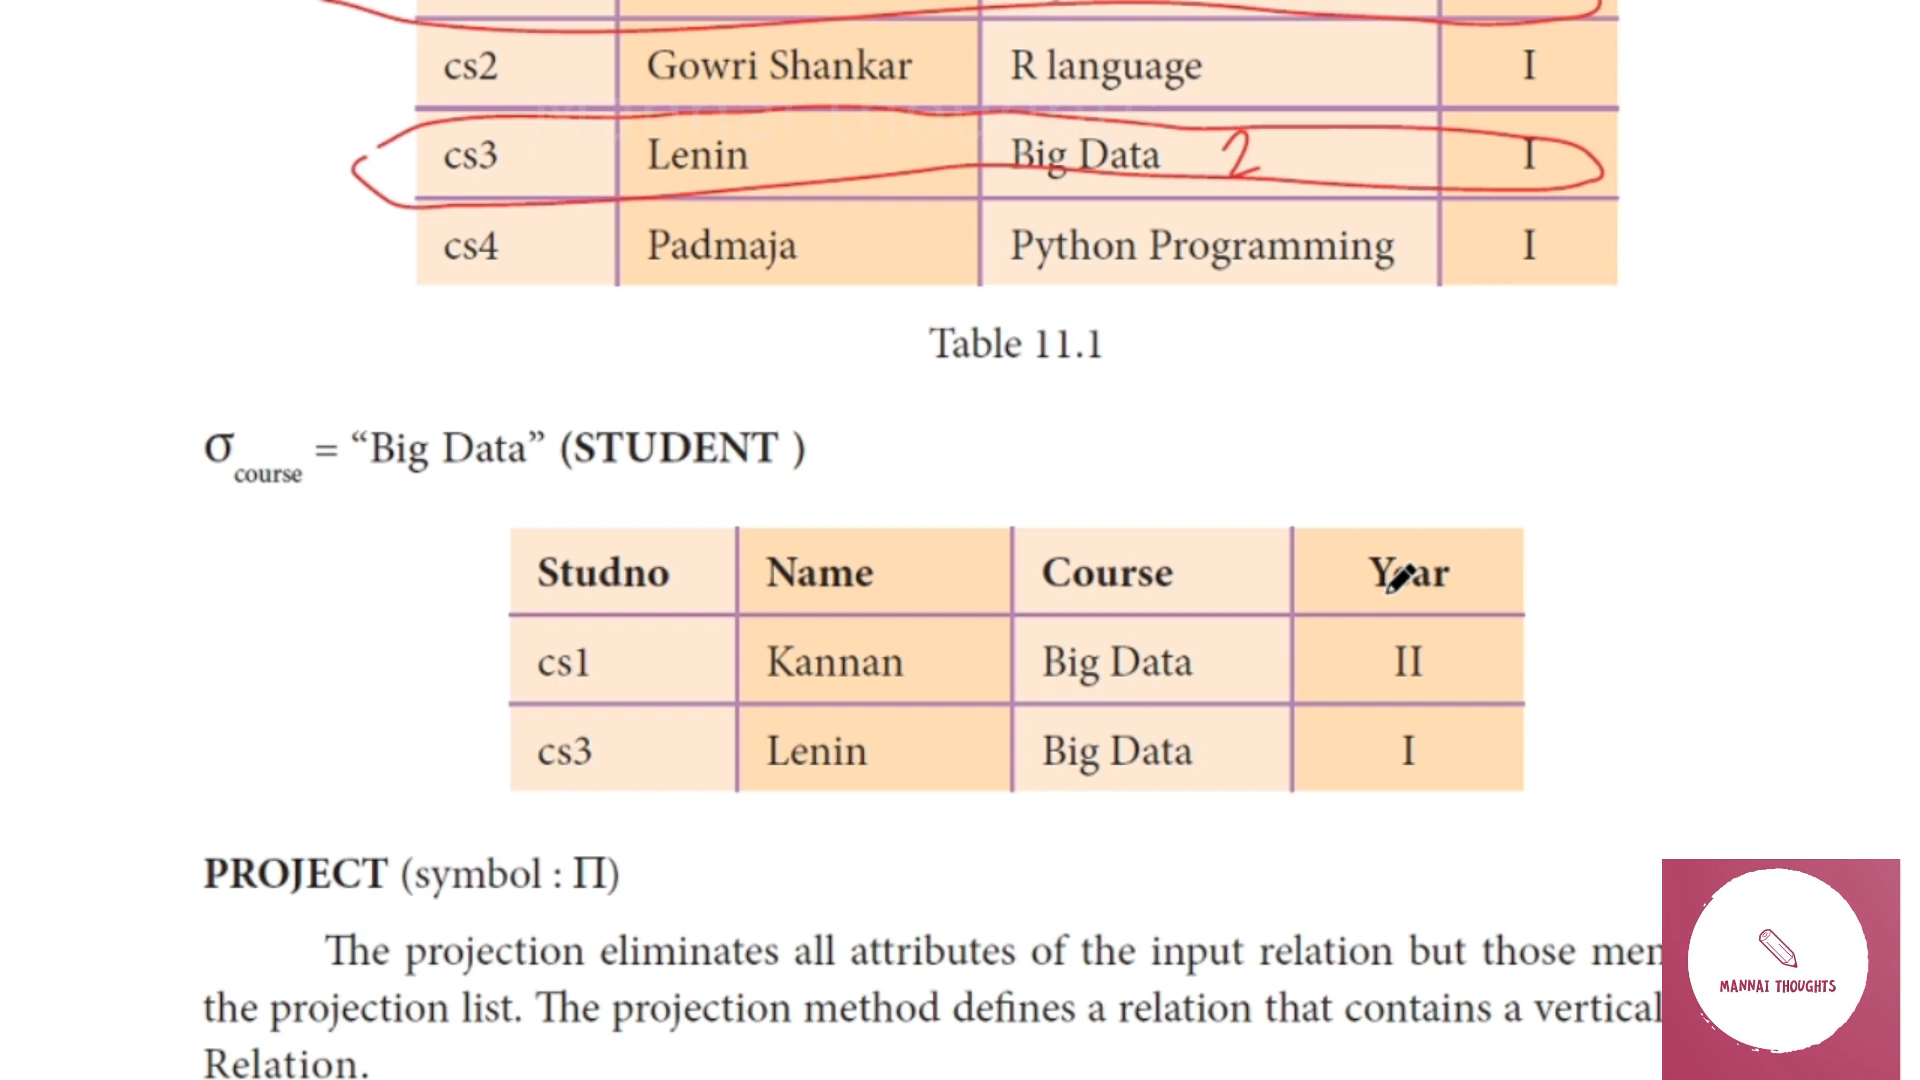 cs2 Gowri Shankar R language I
cs3 Lenin Big Data 2 I
cs4 Padmaja Python Programming I
Table 11.1
σ course = “Big Data” (STUDENT )
Studno Name Course Year
cs1 Kannan Big Data II
cs3 Lenin Big Data I
PROJECT (symbol : Π)
The projection eliminates all attributes of the input relation but those
the projection list. The projection method defines a relation that contains a vertical
Relation.
MANNAI THOUGHTS